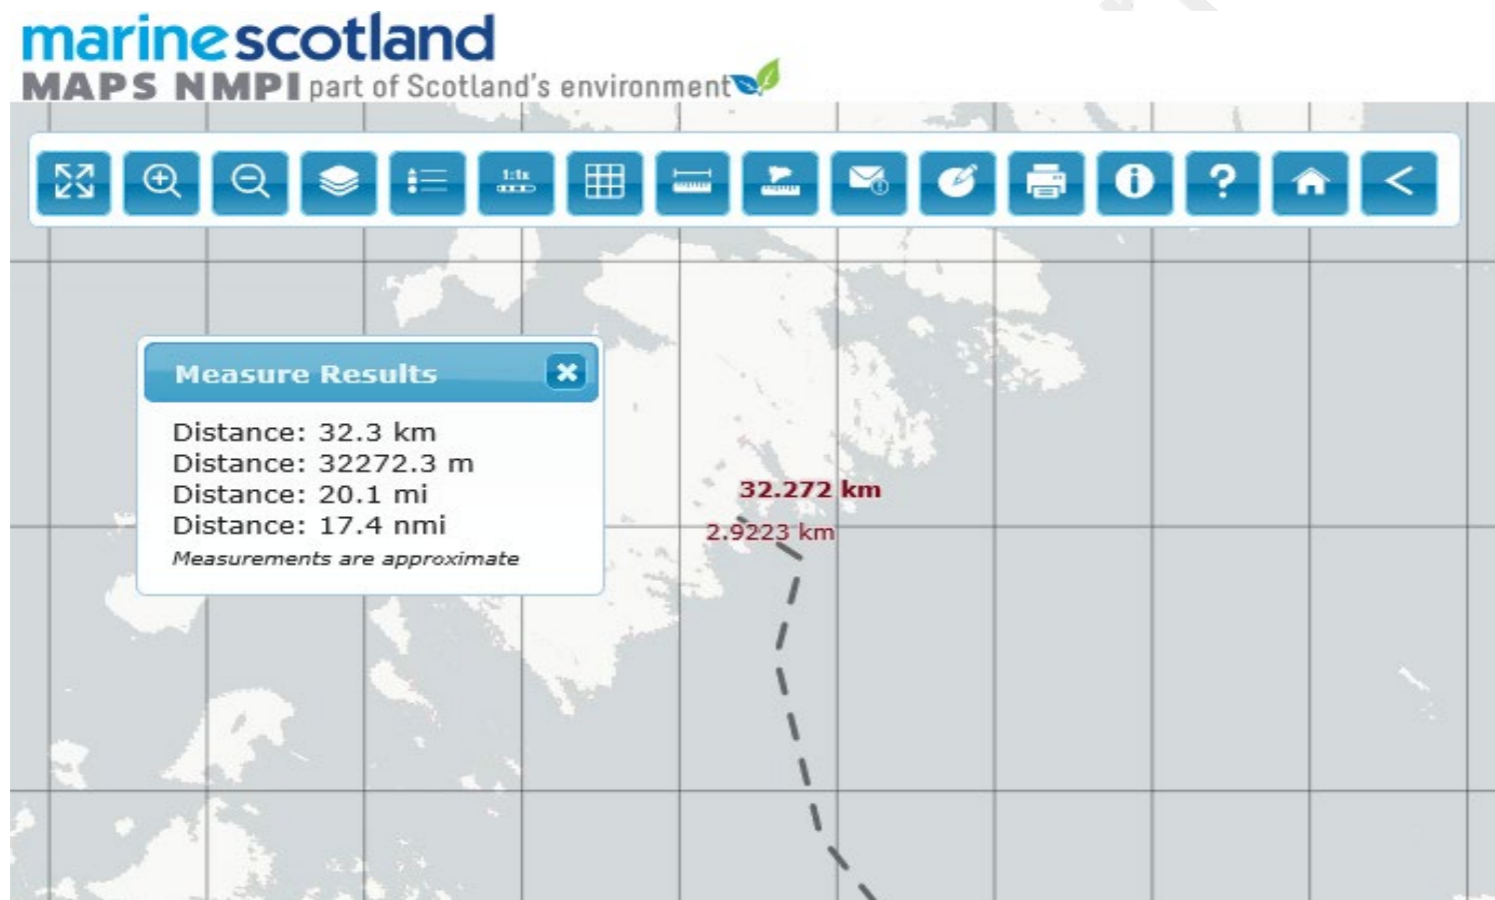 marinescotland
MAPS NMPI part of Scotland's environment
1:1x
Measure Results
Distance: 32.3 km
Distance: 32272.3 m
Distance: 20.1 mi
Distance: 17.4 nmi
Measurements are approximate
32.272 km
2.9223 km